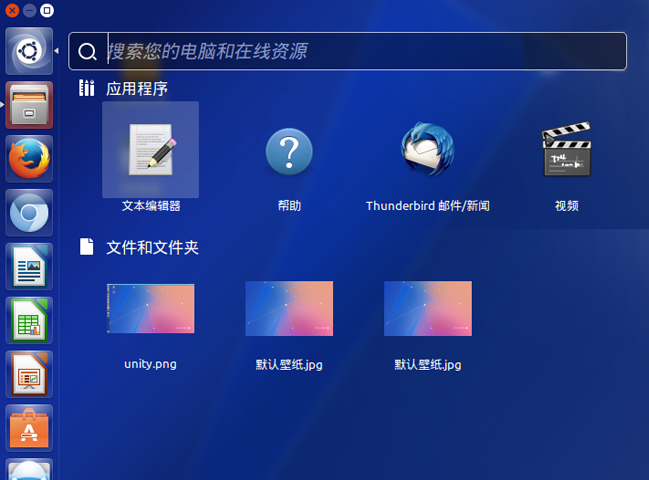 搜索您的电脑和在线资源
应用程序
文本编辑器
帮助
Thunderbird 邮件/新闻
视频
文件和文件夹
unity.png
默认壁纸.jpg
默认壁纸.jpg